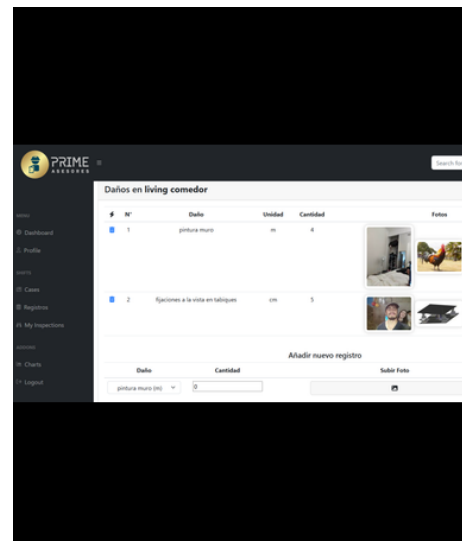 PRIME
ASESORES
Search for
Daños en living comedor
MENU
Dashboard
Profile
N° Daño Unidad Cantidad Fotos
1 pintura muro m 4
Cases
Registros
My Inspections
2 fijaciones a la vista en tabiques cm 5
Charts
Logout
Añadir nuevo registro
Daño Cantidad Subir Foto
pintura muro (m) 0